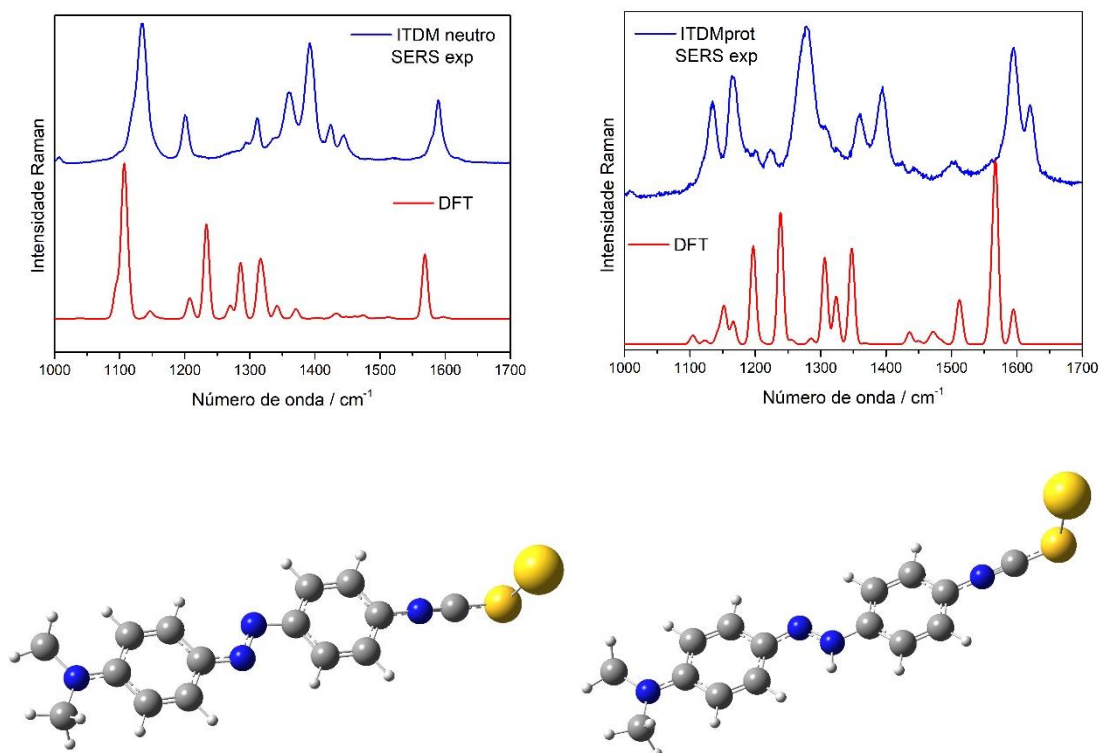 ITDM neutro
SERS exp
DFT
Intensidade Raman
1000 1100 1200 1300 1400 1500 1600 1700
Número de onda / cm-1
ITDMprot
SERS exp
DFT
Intensidade Raman
1000 1100 1200 1300 1400 1500 1600 1700
Número de onda / cm-1